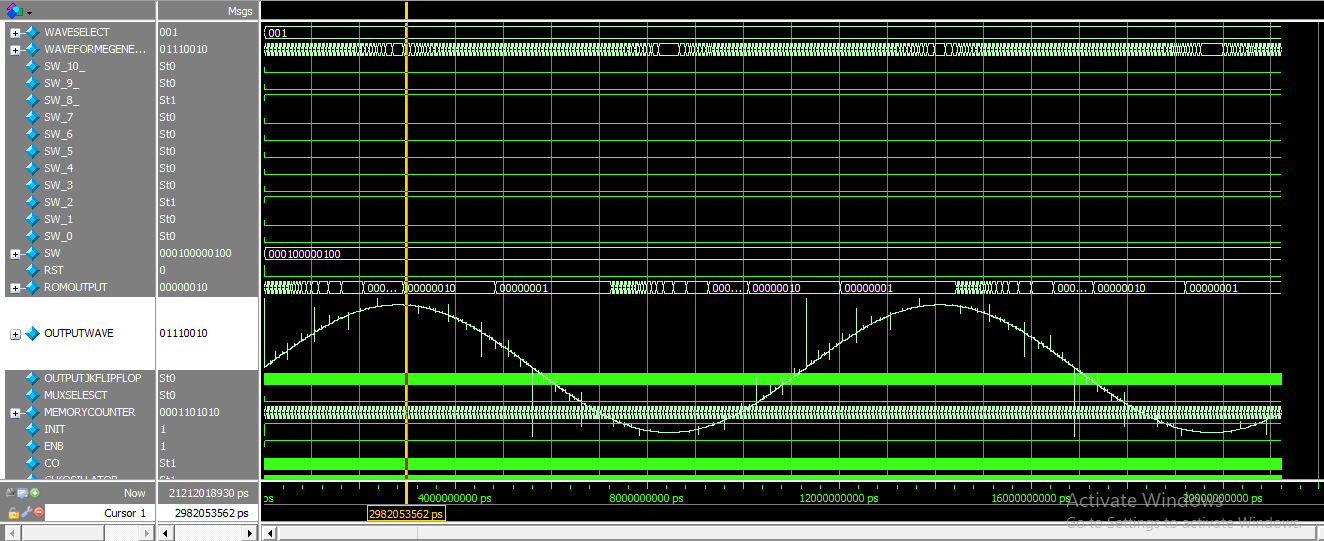 Msgs
WAVESELECT 001 001
WAVEFORMEGENE... 01110010
SW_10_ St0
SW_9_ St0
SW_8_ St1
SW_7 St0
SW_6 St0
SW_5 St0
SW_4 St0
SW_3 St0
SW_2 St1
SW_1 St0
SW_0 St0
SW 000100000100 000100000100
RST 0
ROMOUTPUT 00000010 000... 00000010 00000001 000... 00000010 00000001 000... 00000010 00000001
OUTPUTWAVE 01110010
OUTPUTJKFLIPFLOP St0
MUXSELESCT St0
MEMORYCOUNTER 0001101010
INIT 1
ENB 1
CO St1
Now 21212018930 ps ps 4000000000 ps 8000000000 ps 12000000000 ps 16000000000 ps 20000000000 ps
Cursor 1 2982053562 ps 2982053562 ps
Activate Windows
Go to Settings to activate Windows.